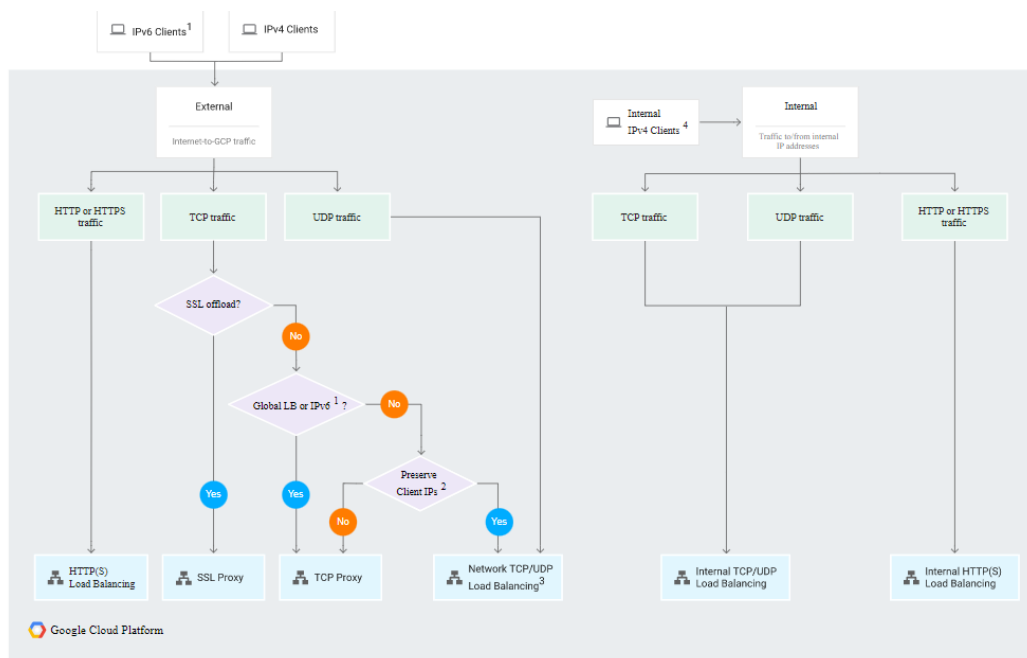 IPv6 Clients1
IPv4 Clients
External
Internet-to-GCP traffic
Internal
IPv4 Clients 4
Internal
Traffic to/from internal
IP addresses
HTTP or HTTPS
traffic
TCP traffic
UDP traffic
TCP traffic
UDP traffic
HTTP or HTTPS
traffic
SSL offload?
No
Global LB or IPv6 1 ?
No
Preserve
Client IPs 2
Yes
Yes
No
Yes
HTTP(S)
Load Balancing
SSL Proxy
TCP Proxy
Network TCP/UDP
Load Balancing3
Internal TCP/UDP
Load Balancing
Internal HTTP(S)
Load Balancing
Google Cloud Platform